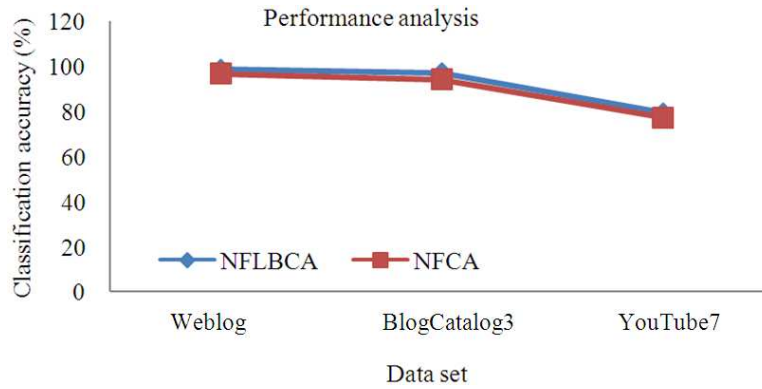 Performance analysis
120
100
80
60
40
20
0
Classification accuracy (%)
NFLBCA
NFCA
Weblog
BlogCatalog3
YouTube7
Data set